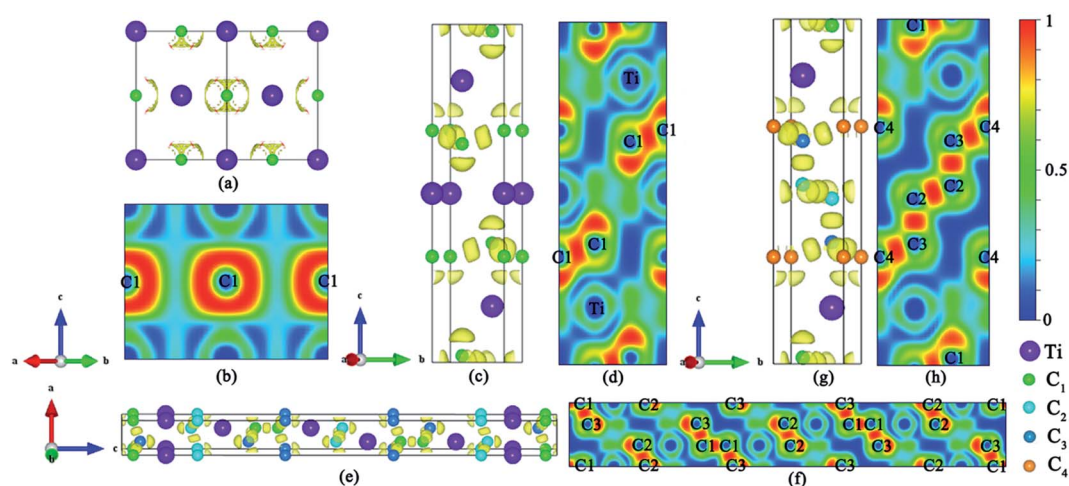 (a)
C1 C1 C1
(b)
c
a b
c
b
(c)
C1
C1
Ti
C1
C1
Ti
(d)
c
b
(g)
C1
C4 C3 C4
C2
C2
C3
C4 C4
C1
(h)
1
0.5
0
Ti
C1
C2
C3
C4
a
b c
(e)
C1 C2 C3 C3 C2 C1
C3 C3 C2 C1 C1 C2
C2 C1 C1 C2 C3 C3
C1 C2 C3 C3 C2 C1
(f)